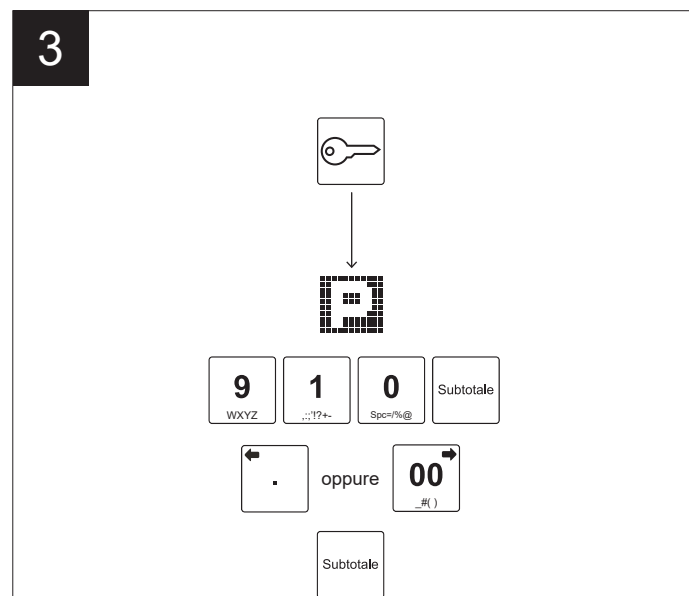 3
P
9 1 0 Subtotale
WXYZ .:;'!?+- Spc=/%@
. oppure 00
_#( )
Subtotale